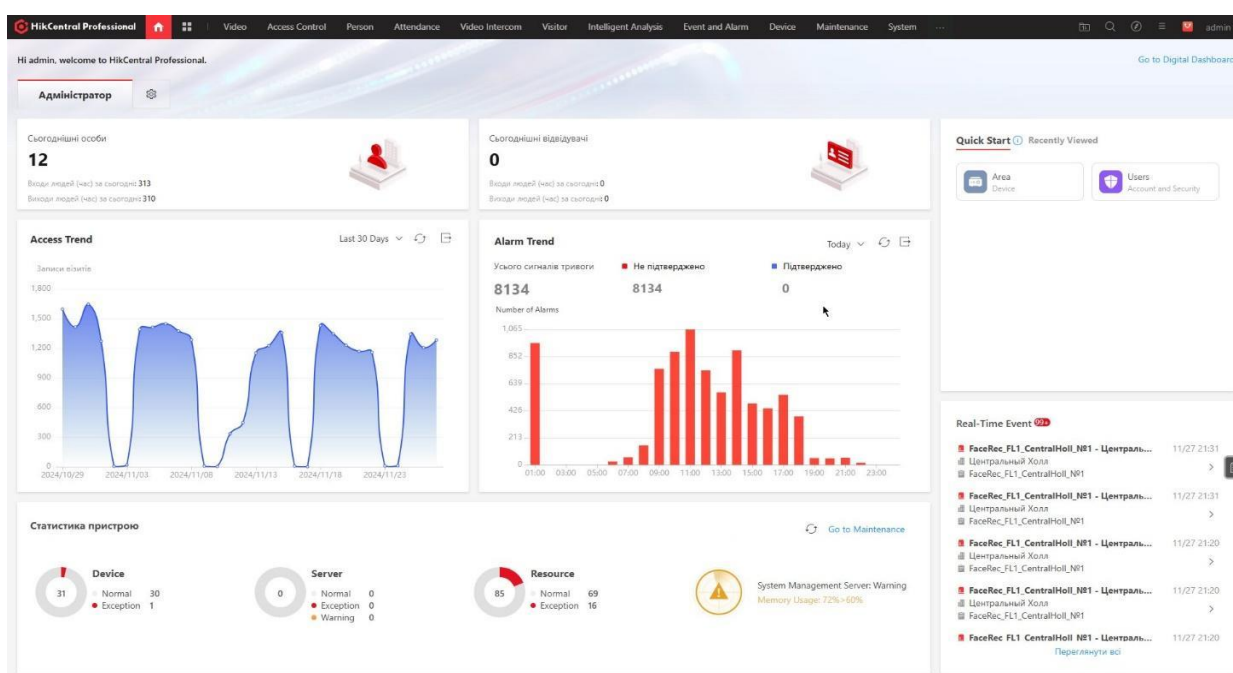 HikCentral Professional
Video Access Control Person Attendance Video Intercom Visitor Intelligent Analysis Event and Alarm Device Maintenance System ... admin
Hi admin, welcome to HikCentral Professional.
Go to Digital Dashboard
Адміністратор
Сьогоднішні особи
12
Входи людей (час) за сьогодні: 313
Виходи людей (час) за сьогодні: 310
Сьогоднішні відвідувачі
0
Входи людей (час) за сьогодні: 0
Виходи людей (час) за сьогодні: 0
Quick Start Recently Viewed
Area
Device
Users
Account and Security
Access Trend
Last 30 Days
Записи візитів
1,800
1,500
1,200
900
600
300
0
2024/10/29 2024/11/03 2024/11/08 2024/11/13 2024/11/18 2024/11/23
Alarm Trend
Today
Усього сигналів тривоги
8134
Не підтверджено
8134
Підтверджено
0
Number of Alarms
1,065
852
639
426
213
0
01:00 03:00 05:00 07:00 09:00 11:00 13:00 15:00 17:00 19:00 21:00 23:00
Real-Time Event 99+
FaceRec_FL1_CentralHoll_№1 - Централь... 11/27 21:31
Центральный Холл
FaceRec_FL1_CentralHoll_№1
FaceRec_FL1_CentralHoll_№1 - Централь... 11/27 21:31
Центральный Холл
FaceRec_FL1_CentralHoll_№1
FaceRec_FL1_CentralHoll_№1 - Централь... 11/27 21:20
Центральный Холл
FaceRec_FL1_CentralHoll_№1
FaceRec_FL1_CentralHoll_№1 - Централь... 11/27 21:20
Центральный Холл
FaceRec_FL1_CentralHoll_№1
FaceRec_FL1_CentralHoll_№1 - Централь... 11/27 21:20
Переглянути всі
Статистика пристрою
Go to Maintenance
31
Device
Normal 30
Exception 1
0
Server
Normal 0
Exception 0
Warning 0
85
Resource
Normal 69
Exception 16
System Management Server: Warning
Memory Usage: 72%>60%